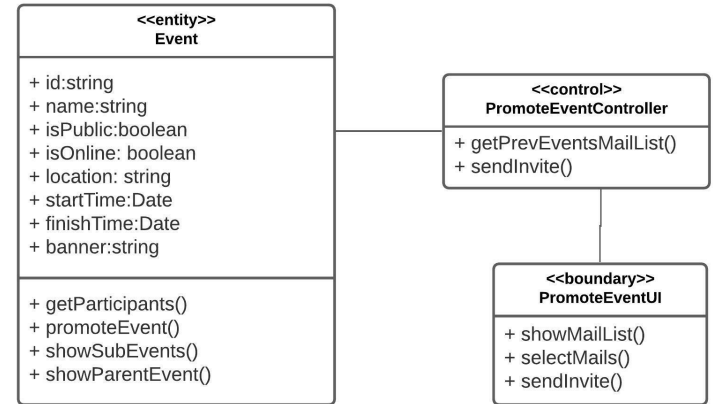 <<entity>>
Event
+ id:string
+ name:string
+ isPublic:boolean
+ isOnline: boolean
+ location: string
+ startTime:Date
+ finishTime:Date
+ banner:string
+ getParticipants()
+ promoteEvent()
+ showSubEvents()
+ showParentEvent()
<<control>>
PromoteEventController
+ getPrevEventsMailList()
+ sendInvite()
<<boundary>>
PromoteEventUI
+ showMailList()
+ selectMails()
+ sendInvite()